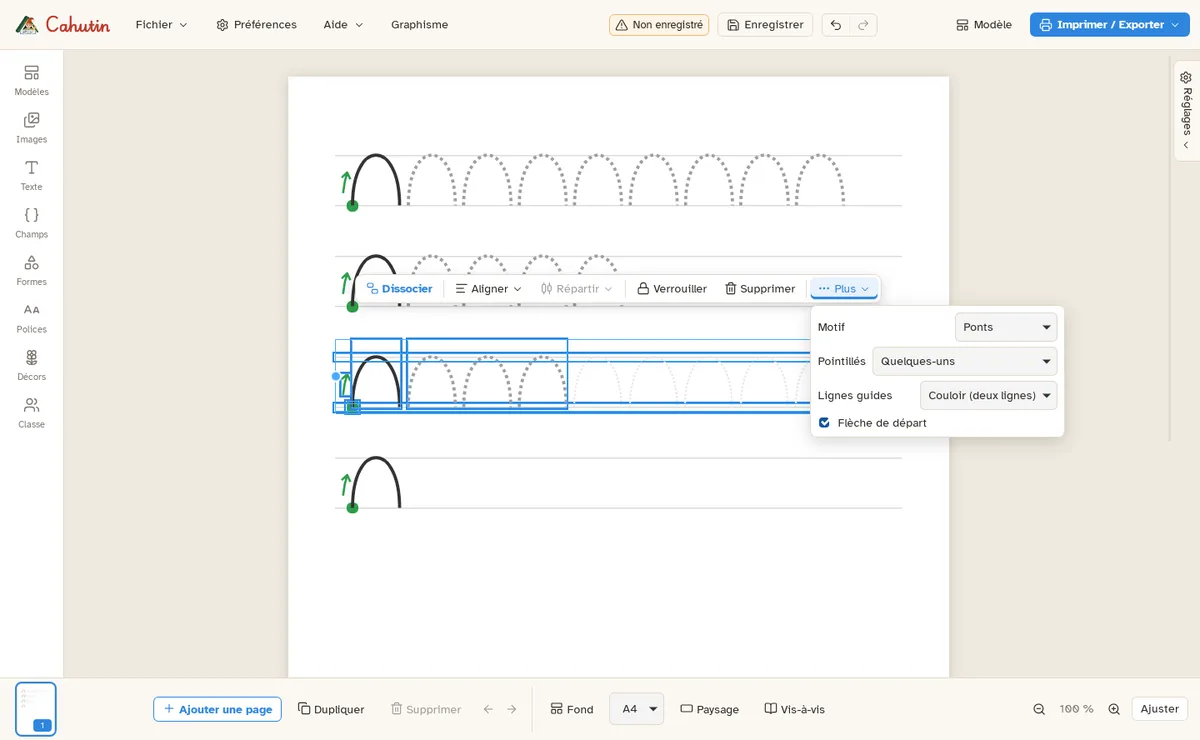 Cahutin
Fichier
Préférences
Aide
Graphisme
Non enregistré
Enregistrer
Modèle
Imprimer / Exporter
Modèles
Images
Texte
Champs
Formes
Polices
Décors
Classe
Réglages
Dissocier
Aligner
Répartir
Verrouiller
Supprimer
Plus
Motif
Ponts
Pointillés
Quelques-uns
Lignes guides
Couloir (deux lignes)
Flèche de départ
1
Ajouter une page
Dupliquer
Supprimer
Fond
A4
Paysage
Vis-à-vis
100 %
Ajuster